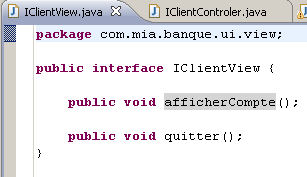 IClientView.java IClientControler.java
package com.mia.banque.ui.view;
public interface IClientView {
public void afficherCompte();
public void quitter();
}